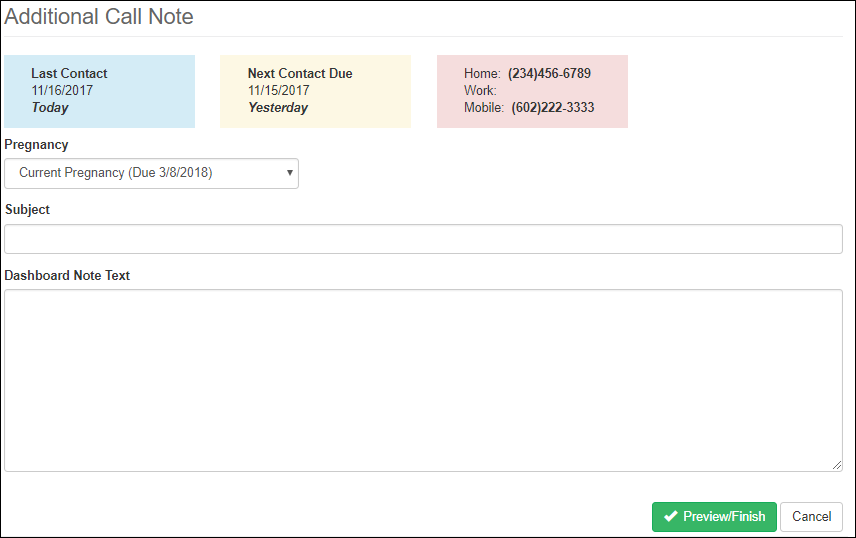 Additional Call Note
Last Contact
11/16/2017
Today
Next Contact Due
11/15/2017
Yesterday
Home: (234)456-6789
Work:
Mobile: (602)222-3333
Pregnancy
Current Pregnancy (Due 3/8/2018)
Subject
Dashboard Note Text
Preview/Finish
Cancel